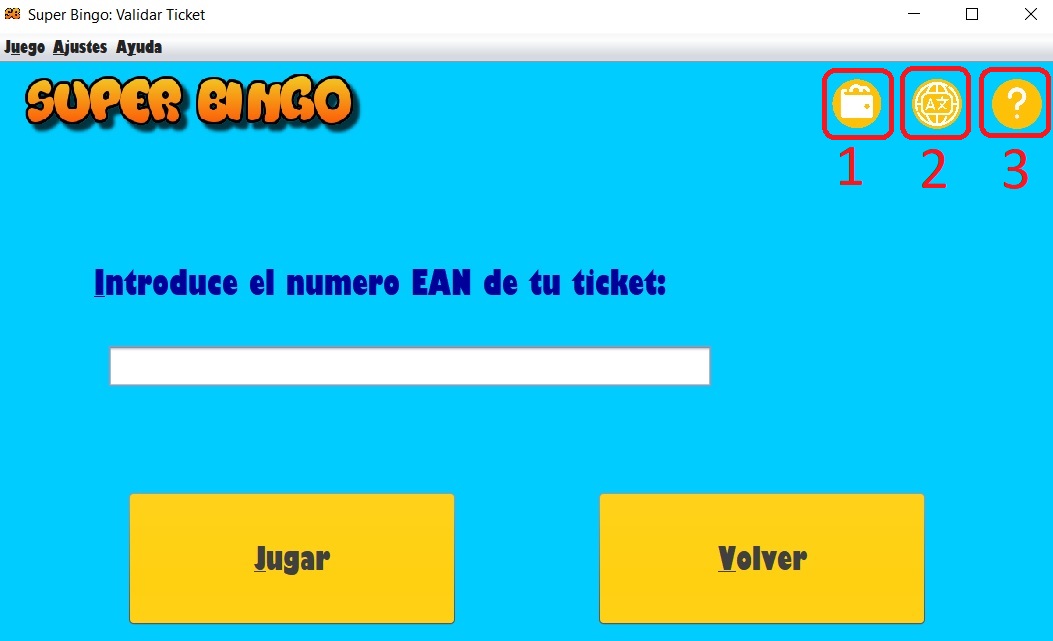 Super Bingo: Validar Ticket
Juego Ajustes Ayuda
SUPER BINGO
1 2 3
Introduce el numero EAN de tu ticket:
Jugar Volver